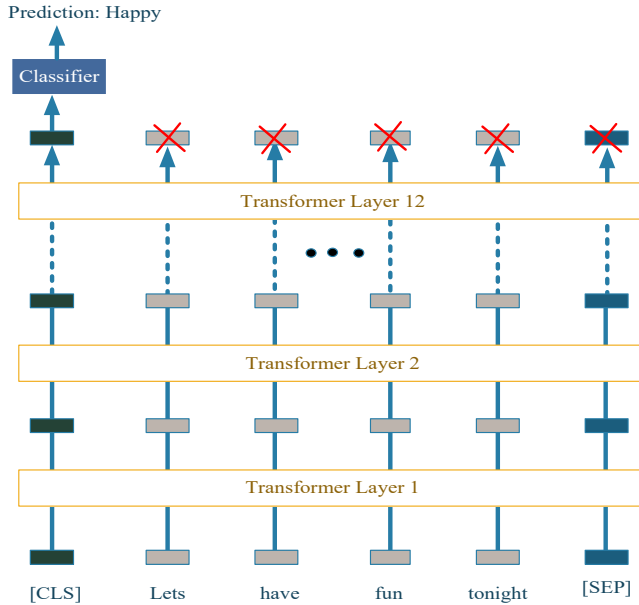 Prediction: Happy
Classifier
Transformer Layer 12
Transformer Layer 2
Transformer Layer 1
[CLS] Lets have fun tonight [SEP]